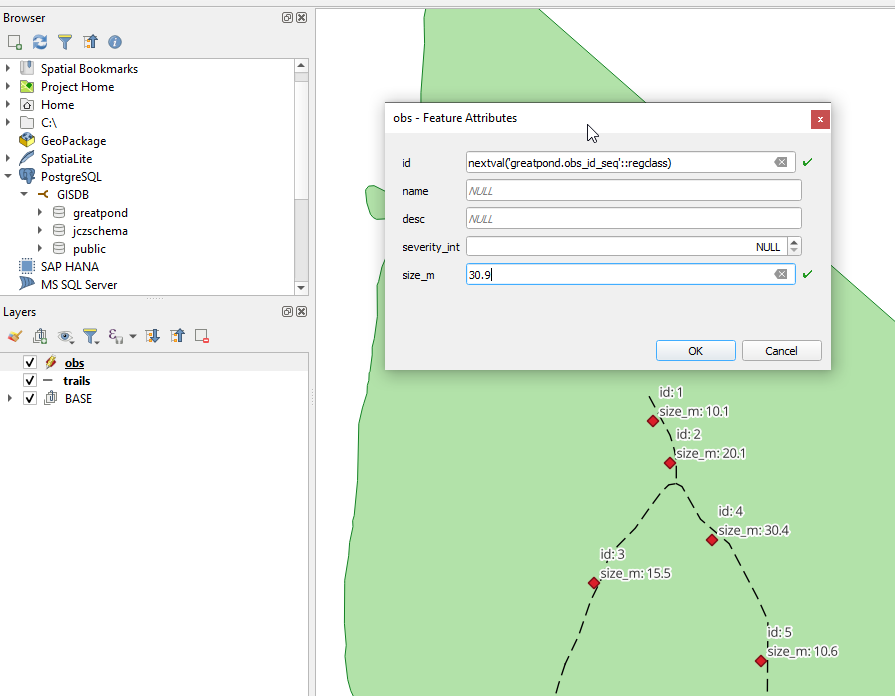 Browser
Spatial Bookmarks
Project Home
Home
C:\
GeoPackage
SpatiaLite
PostgreSQL
GISDB
greatpond
jczschema
public
SAP HANA
MS SQL Server
Layers
obs
trails
BASE
obs - Feature Attributes
id nextval('greatpond.obs_id_seq'::regclass)
name NULL
desc NULL
severity_int NULL
size_m 30.9
OK Cancel
id: 1
size_m: 10.1
id: 2
size_m: 20.1
id: 4
size_m: 30.4
id: 3
size_m: 15.5
id: 5
size_m: 10.6